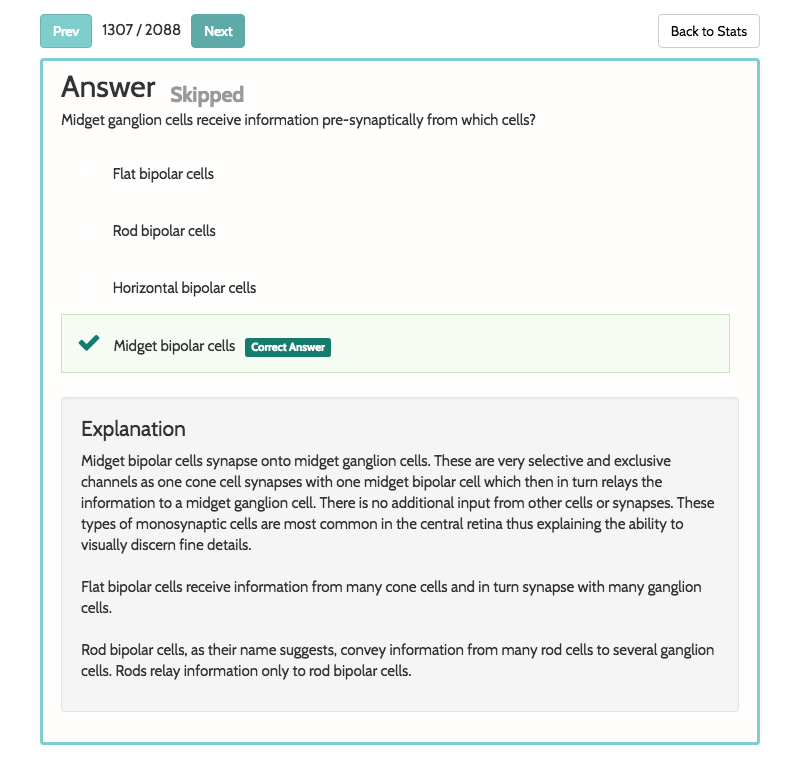 Prev 1307 / 2088 Next Back to Stats
Answer Skipped
Midget ganglion cells receive information pre-synaptically from which cells?
Flat bipolar cells
Rod bipolar cells
Horizontal bipolar cells
Midget bipolar cells Correct Answer
Explanation
Midget bipolar cells synapse onto midget ganglion cells. These are very selective and exclusive
channels as one cone cell synapses with one midget bipolar cell which then in turn relays the
information to a midget ganglion cell. There is no additional input from other cells or synapses. These
types of monosynaptic cells are most common in the central retina thus explaining the ability to
visually discern fine details.
Flat bipolar cells receive information from many cone cells and in turn synapse with many ganglion
cells.
Rod bipolar cells, as their name suggests, convey information from many rod cells to several ganglion
cells. Rods relay information only to rod bipolar cells.